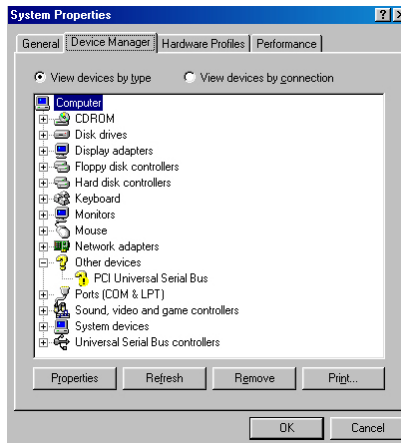 System Properties
General Device Manager Hardware Profiles Performance
View devices by type View devices by connection
Computer
CDROM
Disk drives
Display adapters
Floppy disk controllers
Hard disk controllers
Keyboard
Monitors
Mouse
Network adapters
Other devices
PCI Universal Serial Bus
Ports (COM & LPT)
Sound, video and game controllers
System devices
Universal Serial Bus controllers
Properties Refresh Remove Print...
OK Cancel